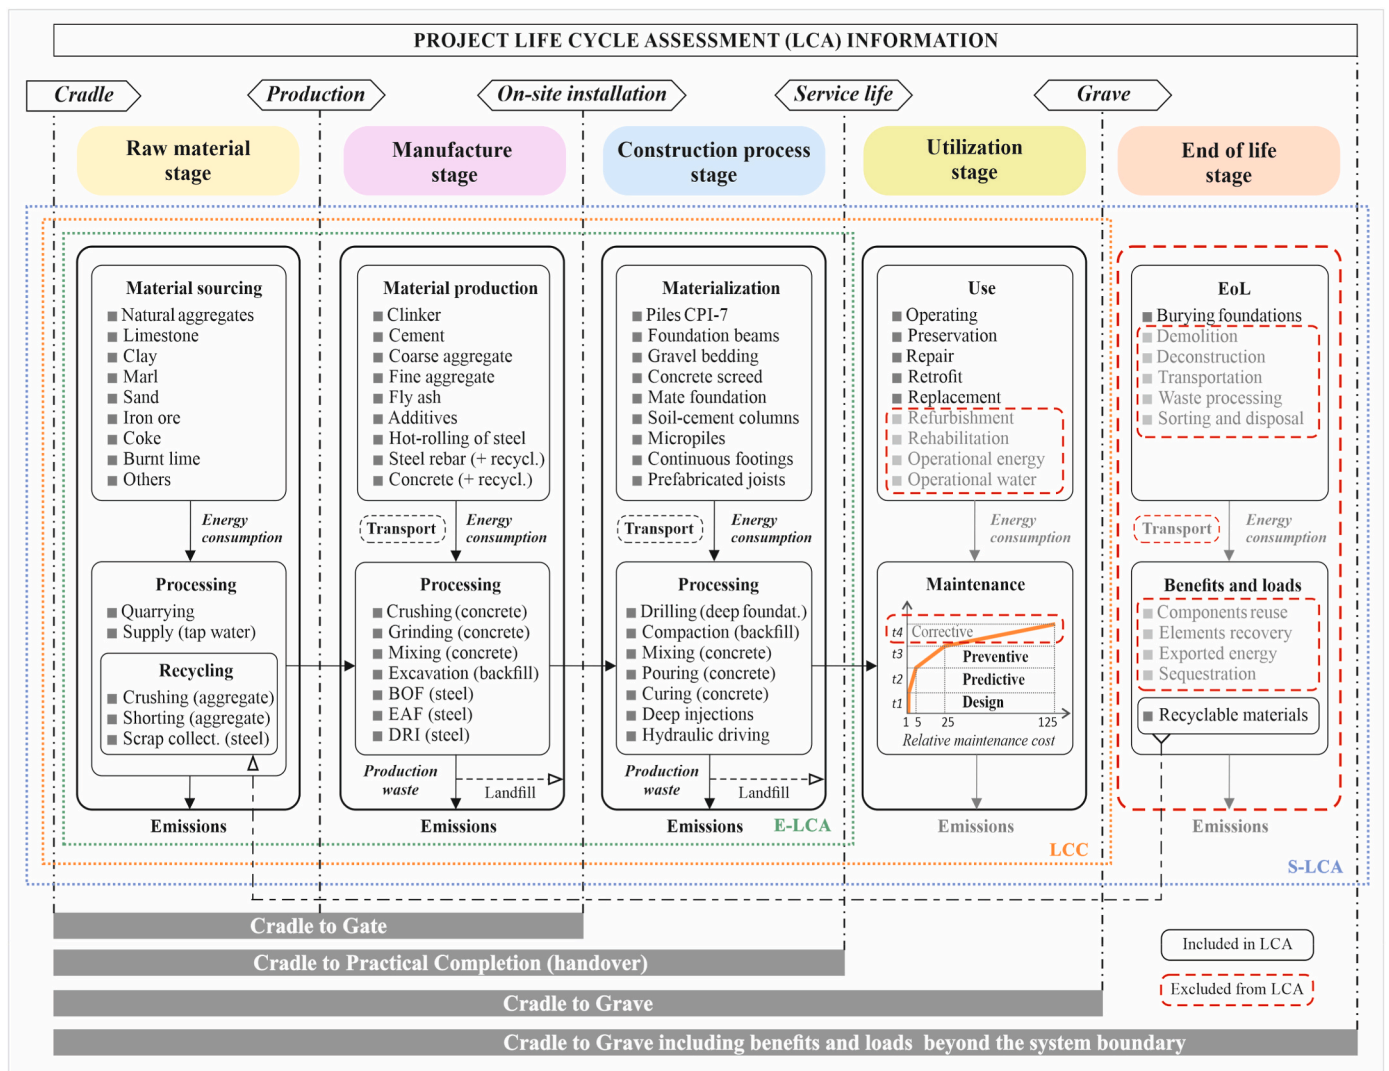 PROJECT LIFE CYCLE ASSESSMENT (LCA) INFORMATION
Cradle
Production
On-site installation
Service life
Grave
Raw material
stage
Manufacture
stage
Construction process
stage
Utilization
stage
End of life
stage
Material sourcing
Natural aggregates
Limestone
Clay
Marl
Sand
Iron ore
Coke
Burnt lime
Others
Energy
consumption
Processing
Quarrying
Supply (tap water)
Recycling
Crushing (aggregate)
Shorting (aggregate)
Scrap collect. (steel)
Emissions
Material production
Clinker
Cement
Coarse aggregate
Fine aggregate
Fly ash
Additives
Hot-rolling of steel
Steel rebar (+ recycl.)
Concrete (+ recycl.)
Transport
Energy
consumption
Processing
Crushing (concrete)
Grinding (concrete)
Mixing (concrete)
Excavation (backfill)
BOF (steel)
EAF (steel)
DRI (steel)
Production
waste
Landfill
Emissions
Materialization
Piles CPI-7
Foundation beams
Gravel bedding
Concrete screed
Mate foundation
Soil-cement columns
Micropiles
Continuous footings
Prefabricated joists
Transport
Energy
consumption
Processing
Drilling (deep foundat.)
Compaction (backfill)
Mixing (concrete)
Pouring (concrete)
Curing (concrete)
Deep injections
Hydraulic driving
Production
waste
Landfill
Emissions
E-LCA
Use
Operating
Preservation
Repair
Retrofit
Replacement
Refurbishment
Rehabilitation
Operational energy
Operational water
Energy
consumption
Maintenance
t4 Corrective
t3 Preventive
t2 Predictive
t1 Design
1 5 25 125
Relative maintenance cost
Emissions
LCC
EoL
Burying foundations
Demolition
Deconstruction
Transportation
Waste processing
Sorting and disposal
Transport
Energy
consumption
Benefits and loads
Components reuse
Elements recovery
Exported energy
Sequestration
Recyclable materials
Emissions
S-LCA
Cradle to Gate
Cradle to Practical Completion (handover)
Cradle to Grave
Cradle to Grave including benefits and loads beyond the system boundary
Included in LCA
Excluded from LCA